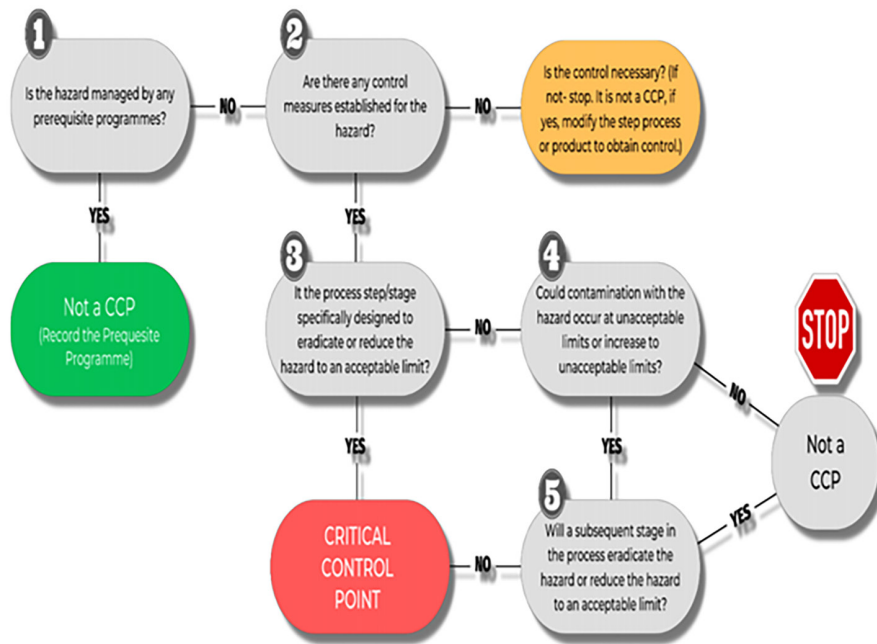 1
Is the hazard managed by any
prerequisite programmes?
NO
2
Are there any control
measures established for the
hazard?
NO
Is the control necessary? (If
not- stop. It is not a CCP, if
yes, modify the step process
or product to obtain control.)
YES
YES
Not a CCP
(Record the Prequesite
Programme)
3
It the process step/stage
specifically designed to
eradicate or reduce the
hazard to an acceptable limit?
NO
4
Could contamination with the
hazard occur at unacceptable
limits or increase to
unacceptable limits?
STOP
NO
Not a
CCP
YES
YES
CRITICAL
CONTROL
POINT
NO
5
Will a subsequent stage in
the process eradicate the
hazard or reduce the hazard
to an acceptable limit?
YES